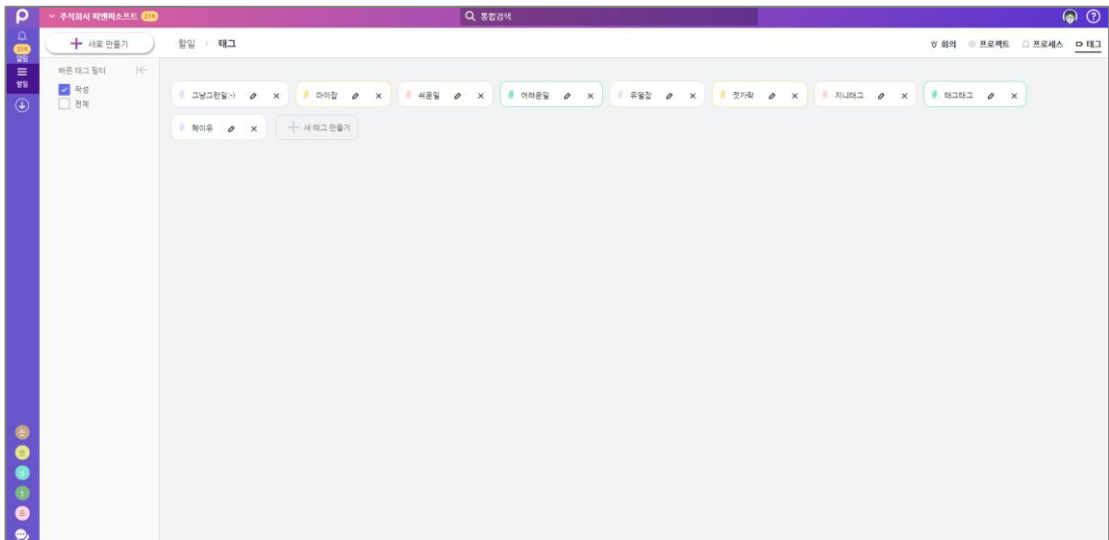 주식회사 피엔피소프트 214
통합검색
214
알림
할일
새로 만들기
할일 > 태그
회의 프로젝트 프로세스 태그
빠른 태그 필터
작성
전체
# 그냥그런일:-)
# 마이잡
# 쉬운일
# 어려운일
# 유얼잡
# 젓가락
# 지니태그
# 태그태그
# 헤이유
새 태그 만들기